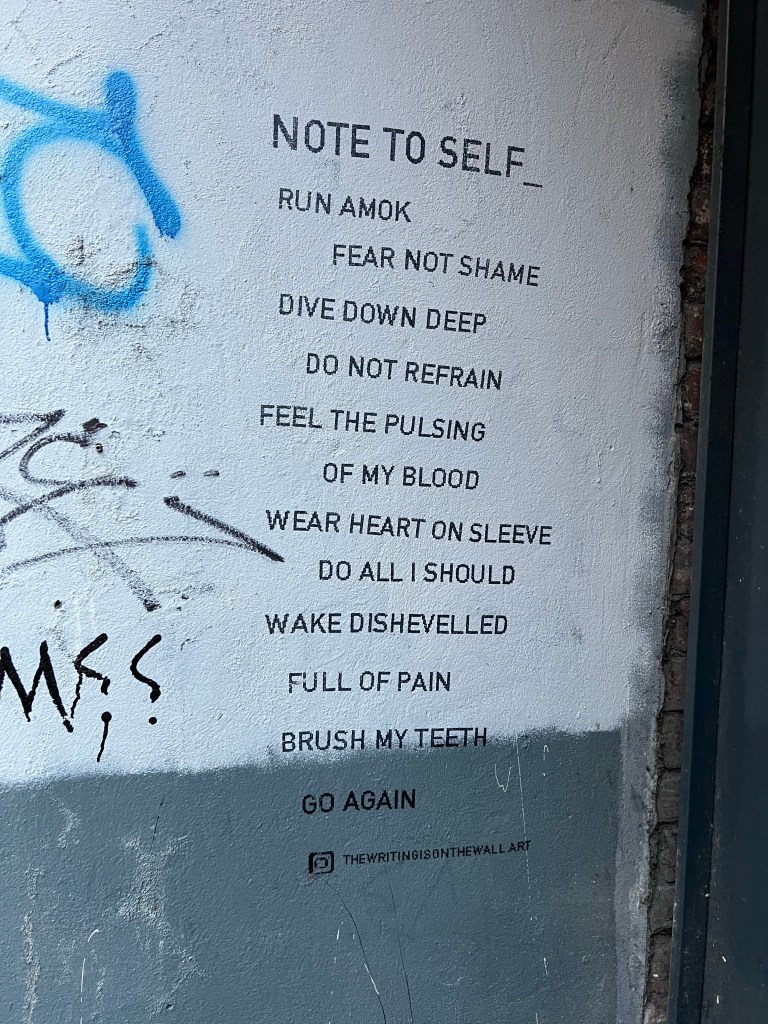 NOTE TO SELF_
RUN AMOK
FEAR NOT SHAME
DIVE DOWN DEEP
DO NOT REFRAIN
FEEL THE PULSING
OF MY BLOOD
WEAR HEART ON SLEEVE
DO ALL I SHOULD
WAKE DISHEVELLED
FULL OF PAIN
BRUSH MY TEETH
GO AGAIN
THEWRITINGISONTHEWALL.ART